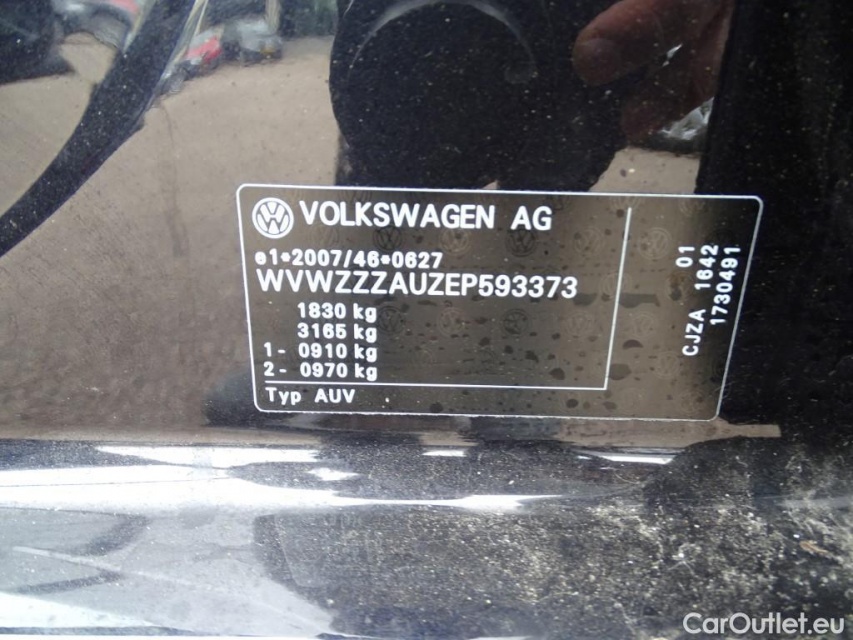 VOLKSWAGEN AG
e1*2007/46*0627
WVWZZZAUZEP593373
1830 kg
3165 kg
1- 0910 kg
2- 0970 kg
Typ AUV
01
CJZA 1642
1730491
CarOutlet.eu